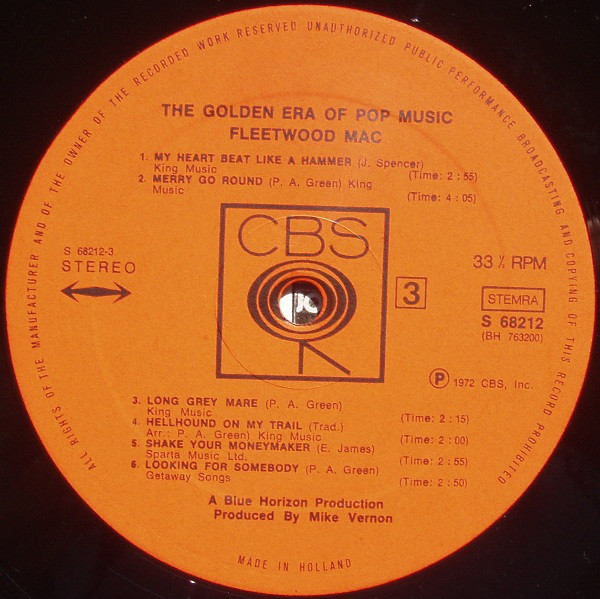 ALL RIGHTS OF THE MANUFACTURER AND OF THE OWNER OF THE RECORDED WORK RESERVED UNAUTHORIZED PUBLIC PERFORMANCE BROADCASTING AND COPYING OF THIS RECORD PROHIBITED
THE GOLDEN ERA OF POP MUSIC
FLEETWOOD MAC
1. MY HEART BEAT LIKE A HAMMER (J. Spencer)
King Music (Time: 2 : 55)
2. MERRY GO ROUND (P. A. Green) King
Music (Time: 4 : 05)
CBS
S 68212-3
STEREO
3
33⅓ RPM
STEMRA
S 68212
(BH 763200)
Ⓟ 1972 CBS, Inc.
3. LONG GREY MARE (P. A. Green)
King Music (Time: 2 : 15)
4. HELLHOUND ON MY TRAIL (Trad.)
Arr.: P. A. Green) King Music (Time: 2 : 00)
5. SHAKE YOUR MONEYMAKER (E. James)
Sparta Music Ltd. (Time: 2 : 55)
6. LOOKING FOR SOMEBODY (P. A. Green)
Getaway Songs (Time: 2 : 50)
A Blue Horizon Production
Produced By Mike Vernon
MADE IN HOLLAND